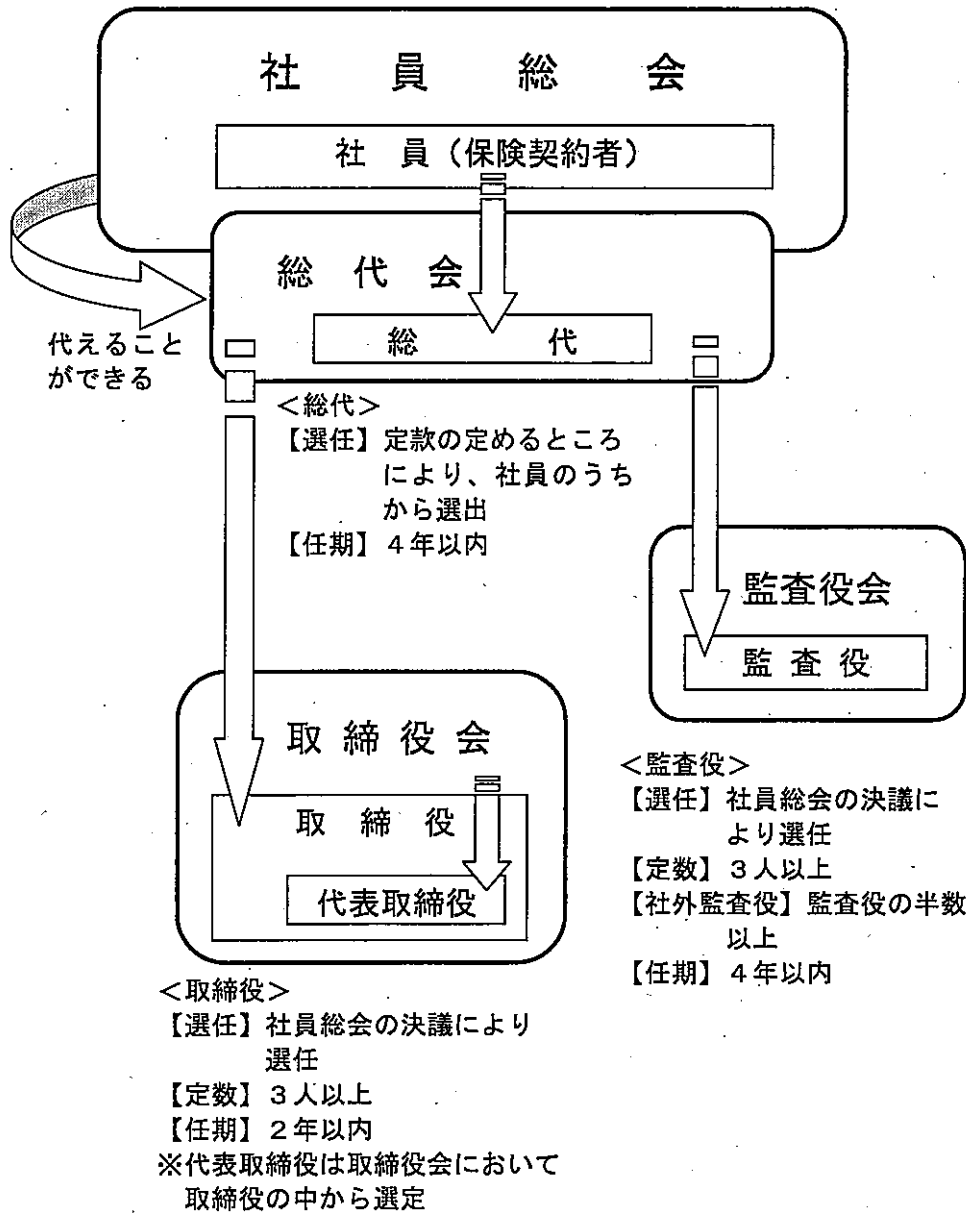 社員総会
社員（保険契約者）
総代会
総代
代えること
ができる
＜総代＞
【選任】定款の定めるところ
により、社員のうち
から選出
【任期】４年以内
監査役会
監査役
取締役会
取締役
代表取締役
＜監査役＞
【選任】社員総会の決議に
より選任
【定数】３人以上
【社外監査役】監査役の半数
以上
【任期】４年以内
＜取締役＞
【選任】社員総会の決議により
選任
【定数】３人以上
【任期】２年以内
※代表取締役は取締役会において
取締役の中から選定